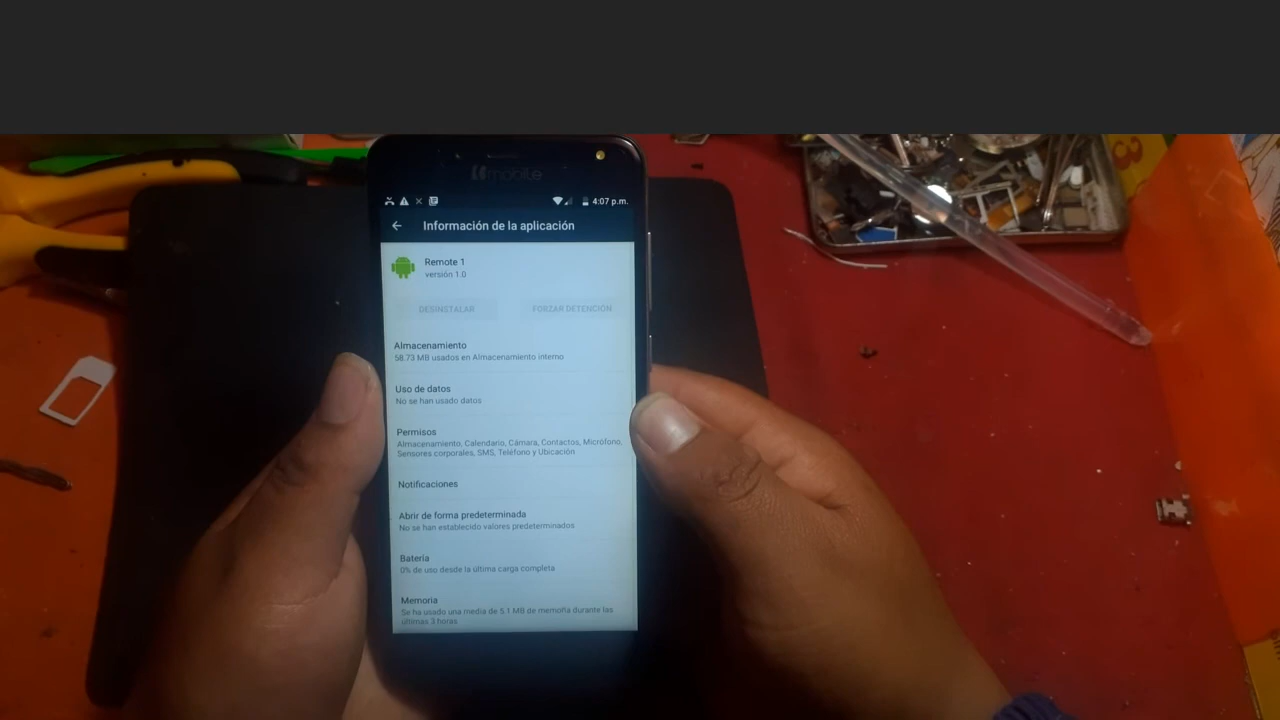 mobile
4:07 p.m.
Información de la aplicación
Remote 1
versión 1.0
DESINSTALAR FORZAR DETENCIÓN
Almacenamiento
58.73 MB usados en Almacenamiento interno
Uso de datos
No se han usado datos
Permisos
Almacenamiento, Calendario, Cámara, Contactos, Micrófono,
Sensores corporales, SMS, Teléfono y Ubicación
Notificaciones
Abrir de forma predeterminada
No se han establecido valores predeterminados
Batería
0% de uso desde la última carga completa
Memoria
Se ha usado una media de 5.1 MB de memoria durante las
últimas 3 horas